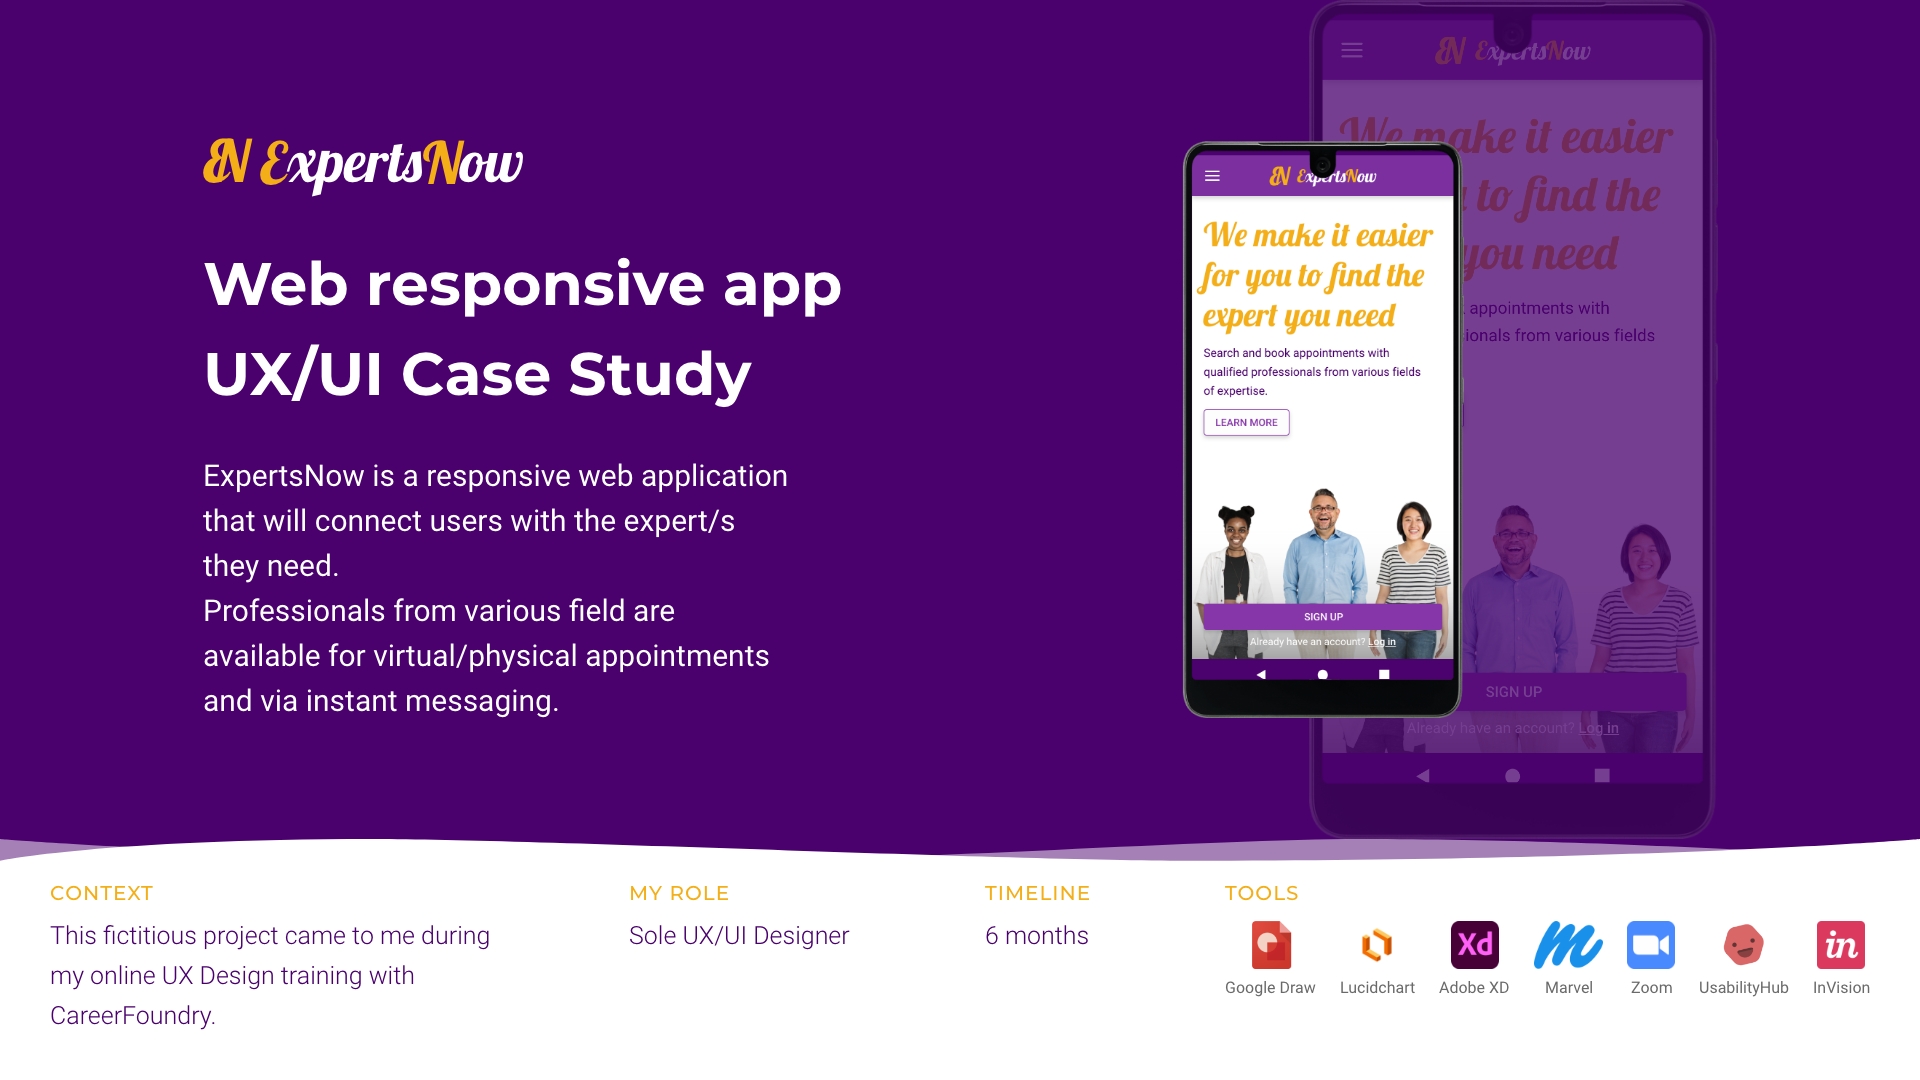 EN ExpertsNow
Web responsive app
UX/UI Case Study
ExpertsNow is a responsive web application
that will connect users with the expert/s
they need.
Professionals from various field are
available for virtual/physical appointments
and via instant messaging.
EN ExpertsNow
We make it easier
for you to find the
expert you need
Search and book appointments with
qualified professionals from various fields
of expertise.
LEARN MORE
SIGN UP
Already have an account? Log in
EN ExpertsNow
We make it easier
to find the
you need
appointments with
ionals from various fields
SIGN UP
Already have an account? Log in
CONTEXT
This fictitious project came to me during
my online UX Design training with
CareerFoundry.
MY ROLE
Sole UX/UI Designer
TIMELINE
6 months
TOOLS
Xd
in
Google Draw
Lucidchart
Adobe XD
Marvel
Zoom
UsabilityHub
InVision